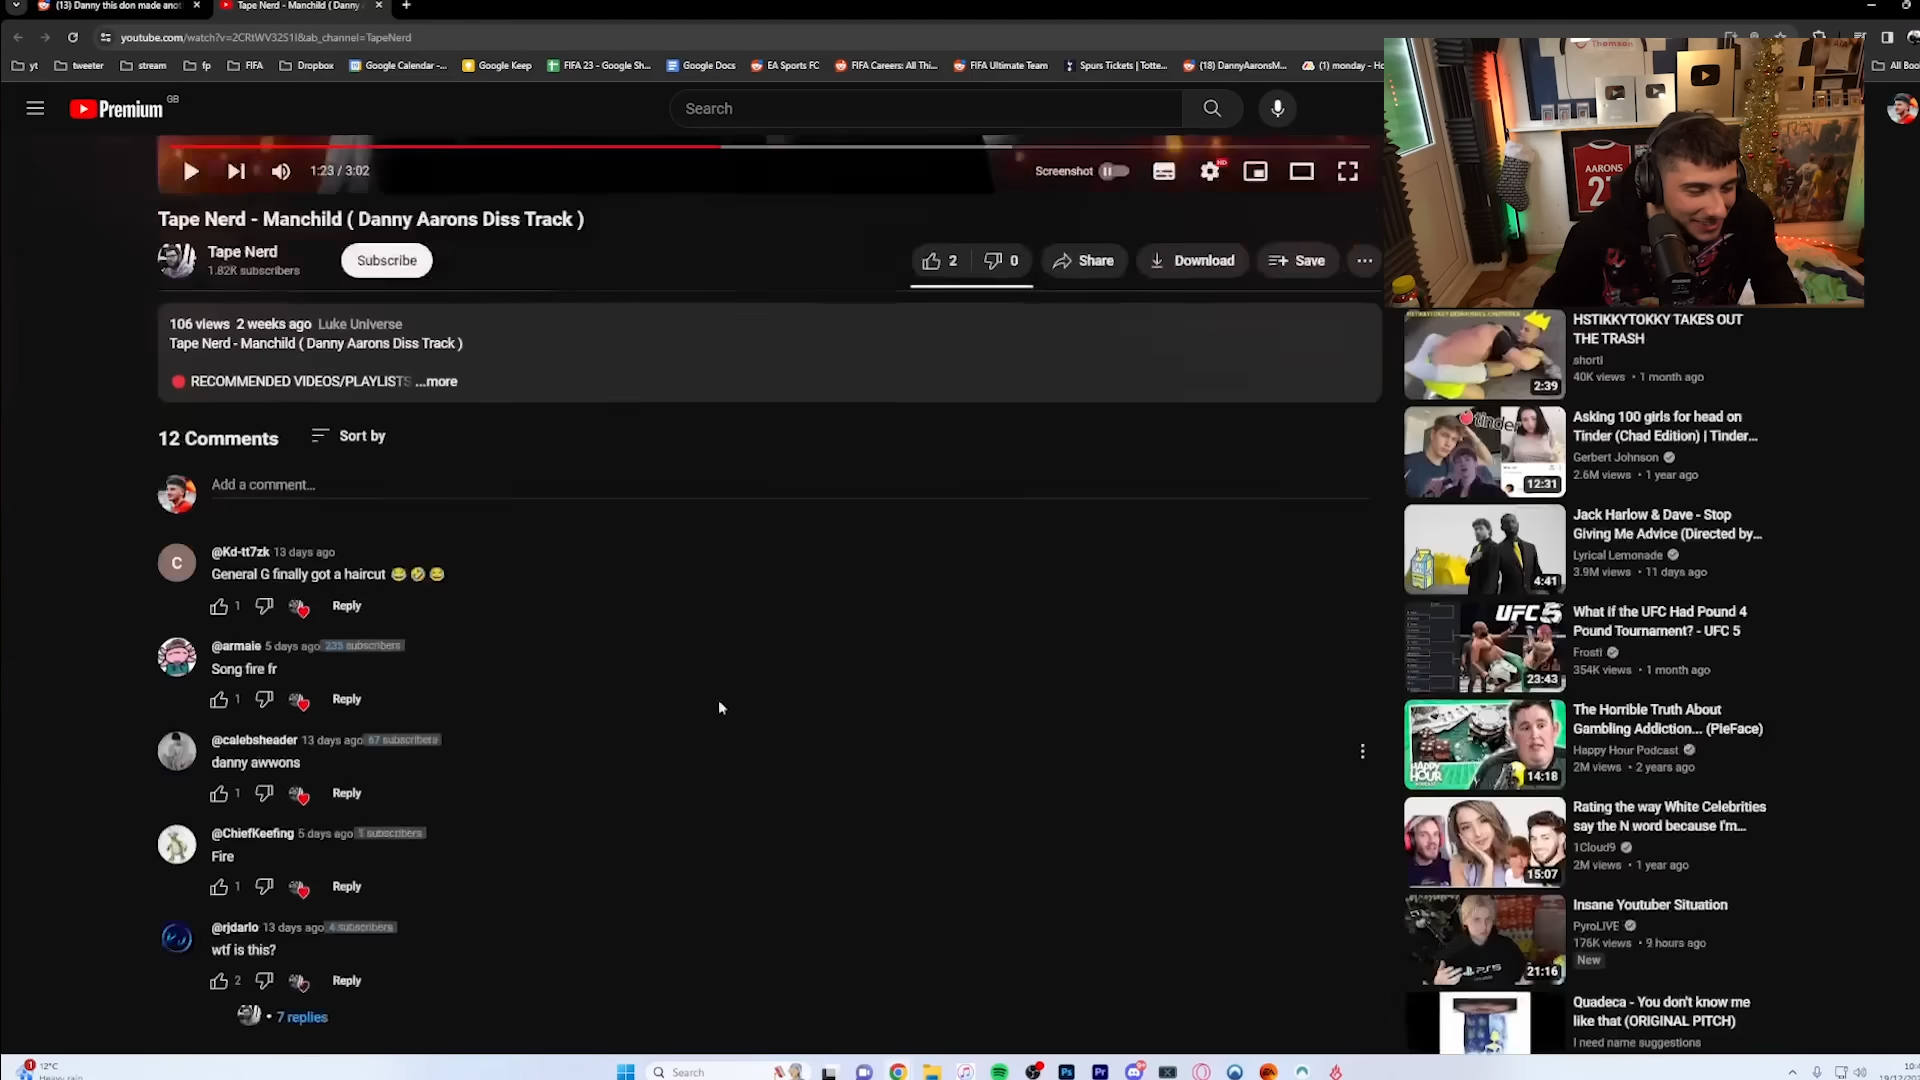 (13) Danny this don made anot
Tape Nerd - Manchild ( Danny
youtube.com/watch?v=2CRtWV32S1I&ab_channel=TapeNerd
yt tweeter stream fp FIFA Dropbox Google Calendar -... Google Keep FIFA 23 - Google Sh... Google Docs EA Sports FC FIFA Careers: All Thi... FIFA Ultimate Team Spurs Tickets | Totte... (18) DannyAaronsM... (1) monday - Ho All Boo
Premium GB
Search
1:23 / 3:02
Screenshot
HD
Tape Nerd - Manchild ( Danny Aarons Diss Track )
Tape Nerd
1.82K subscribers
Subscribe
2 0 Share Download Save
106 views 2 weeks ago Luke Universe
Tape Nerd - Manchild ( Danny Aarons Diss Track )
RECOMMENDED VIDEOS/PLAYLISTS ...more
12 Comments Sort by
Add a comment...
C
@Kd-tt7zk 13 days ago
General G finally got a haircut 😂 🤣 😂
1 Reply
@armaie 5 days ago 235 subscribers
Song fire fr
1 Reply
@calebsheader 13 days ago 67 subscribers
danny awwons
1 Reply
@ChiefKeefing 5 days ago 1 subscribers
Fire
1 Reply
@rjdarlo 13 days ago 4 subscribers
wtf is this?
2 Reply
• 7 replies
Thomson
AARONS
HSTIKKYTOKKY TAKES OUT
THE TRASH
shorti
40K views • 1 month ago
2:39
tinder
Asking 100 girls for head on
Tinder (Chad Edition) | Tinder...
Gerbert Johnson
2.6M views • 1 year ago
12:31
Jack Harlow & Dave - Stop
Giving Me Advice (Directed by...
Lyrical Lemonade
3.9M views • 11 days ago
4:41
UFC 5
What if the UFC Had Pound 4
Pound Tournament? - UFC 5
Frosti
354K views • 1 month ago
23:43
The Horrible Truth About
Gambling Addiction... (PieFace)
Happy Hour Podcast
2M views • 2 years ago
HAPPY
HOUR
14:18
Rating the way White Celebrities
say the N word because I'm...
1Cloud9
2M views • 1 year ago
15:07
Insane Youtuber Situation
PyroLIVE
176K views • 9 hours ago
New
PS5
21:16
Quadeca - You don't know me
like that (ORIGINAL PITCH)
I need name suggestions
1
12°C
Heavy rain
Search
Ps
Pr
EA